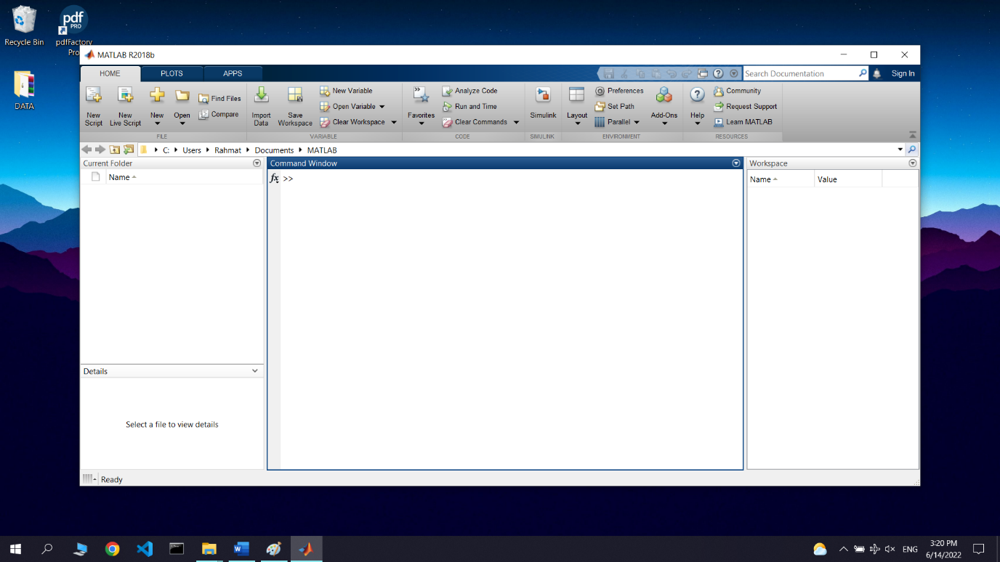 Recycle Bin
pdf
PRO
pdfFactory
Pro
DATA
MATLAB R2018b
HOME
PLOTS
APPS
Search Documentation
Sign In
New
Script
New
Live Script
New
Open
Find Files
Compare
FILE
Import
Data
Save
Workspace
New Variable
Open Variable
Clear Workspace
VARIABLE
Favorites
Analyze Code
Run and Time
Clear Commands
CODE
Simulink
SIMULINK
Layout
Preferences
Set Path
Parallel
Add-Ons
ENVIRONMENT
Help
Community
Request Support
Learn MATLAB
RESOURCES
C: Users Rahmat Documents MATLAB
Current Folder
Name
Command Window
fx >>
Workspace
Name Value
Details
Select a file to view details
Ready
ENG
3:20 PM
6/14/2022